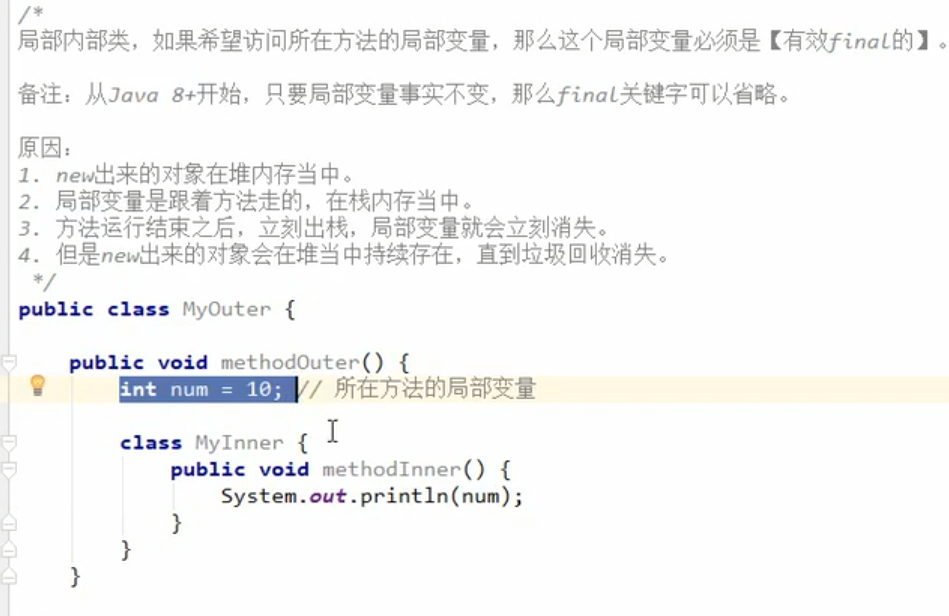 /*
局部内部类，如果希望访问所在方法的局部变量，那么这个局部变量必须是【有效final的】。
备注：从Java 8+开始，只要局部变量事实不变，那么final关键字可以省略。
原因：
1. new出来的对象在堆内存当中。
2. 局部变量是跟着方法走的，在栈内存当中。
3. 方法运行结束之后，立刻出栈，局部变量就会立刻消失。
4. 但是new出来的对象会在堆当中持续存在，直到垃圾回收消失。
*/
public class MyOuter {
public void methodOuter() {
int num = 10; // 所在方法的局部变量
class MyInner {
public void methodInner() {
System.out.println(num);
}
}
}